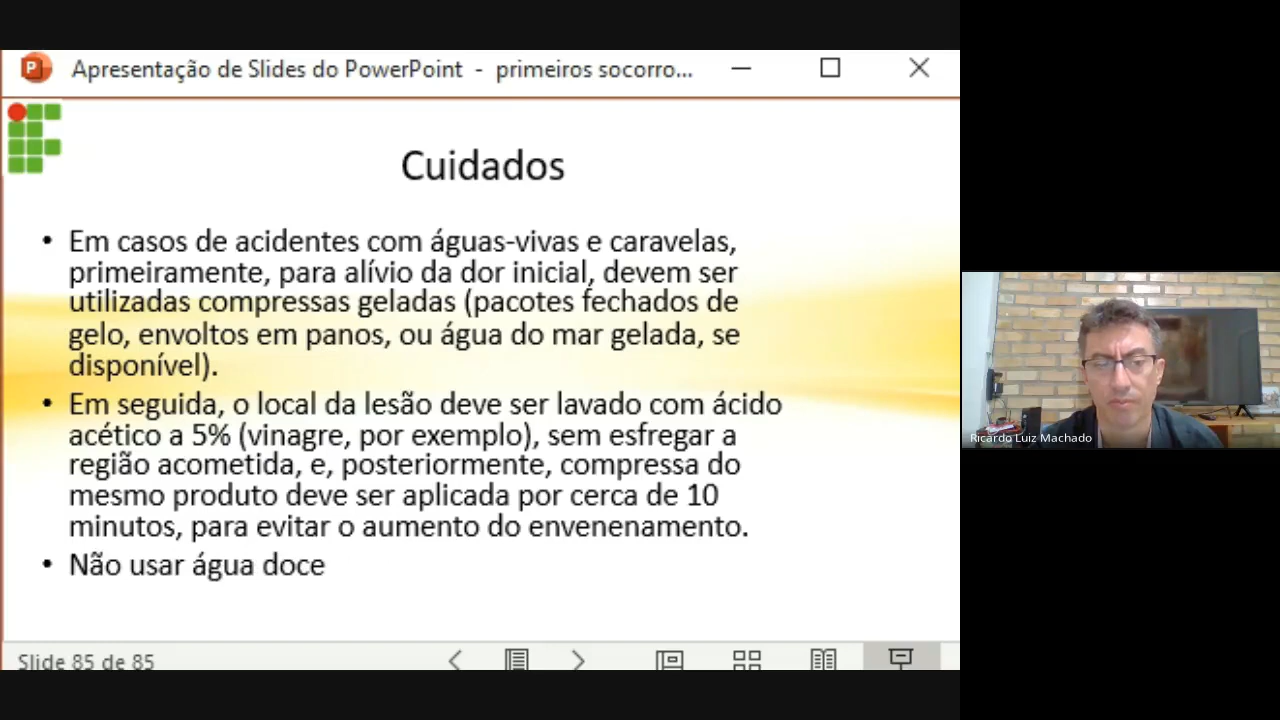 Apresentação de Slides do PowerPoint - primeiros socorro...
Cuidados
• Em casos de acidentes com águas-vivas e caravelas,
primeiramente, para alívio da dor inicial, devem ser
utilizadas compressas geladas (pacotes fechados de
gelo, envoltos em panos, ou água do mar gelada, se
disponível).
• Em seguida, o local da lesão deve ser lavado com ácido
acético a 5% (vinagre, por exemplo), sem esfregar a
região acometida, e, posteriormente, compressa do
mesmo produto deve ser aplicada por cerca de 10
minutos, para evitar o aumento do envenenamento.
• Não usar água doce
Slide 85 de 85
Ricardo Luiz Machado